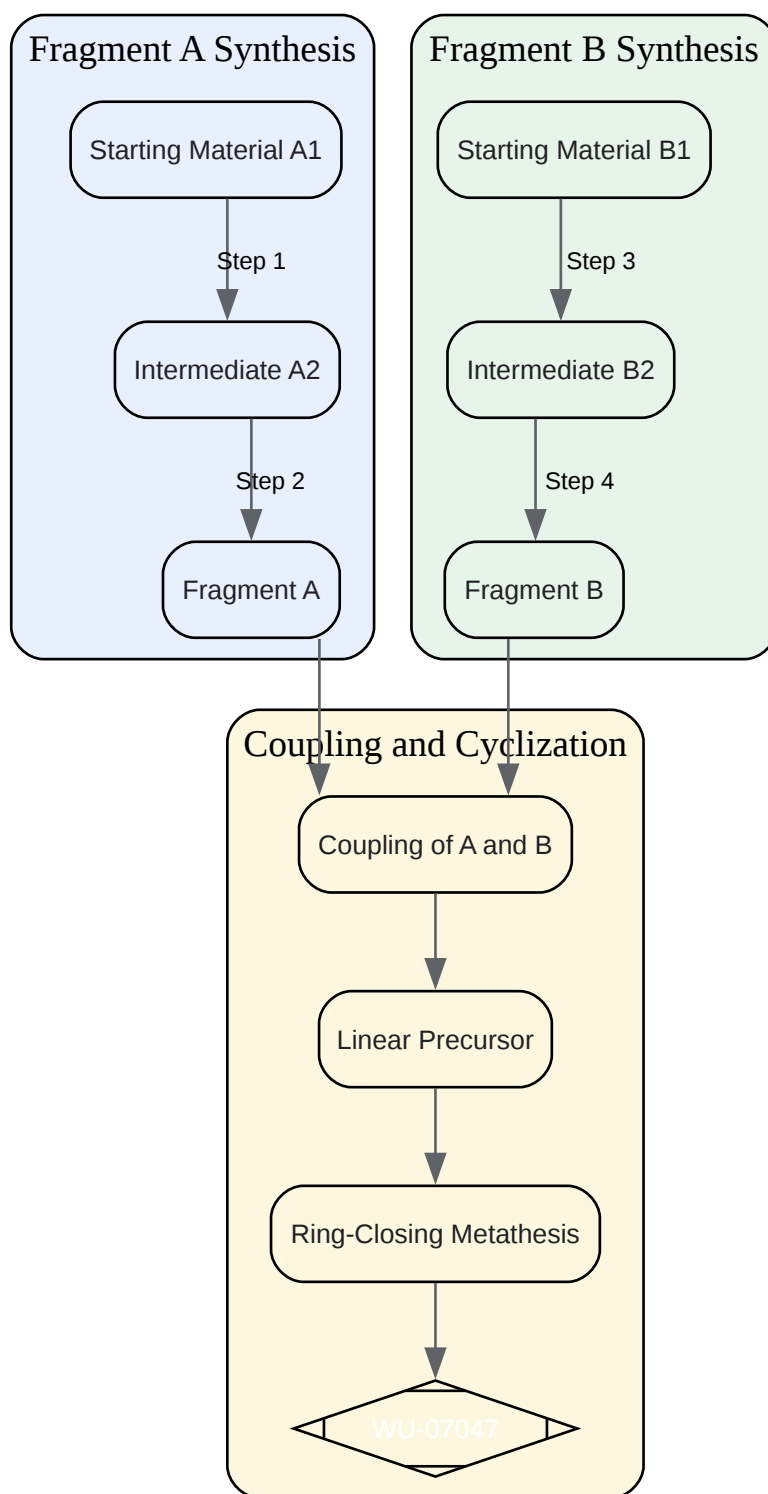 Fragment A Synthesis
Starting Material A1
Step 1
Intermediate A2
Step 2
Fragment A
Fragment B Synthesis
Starting Material B1
Step 3
Intermediate B2
Step 4
Fragment B
Coupling and Cyclization
Coupling of A and B
Linear Precursor
Ring-Closing Metathesis
WU-07047